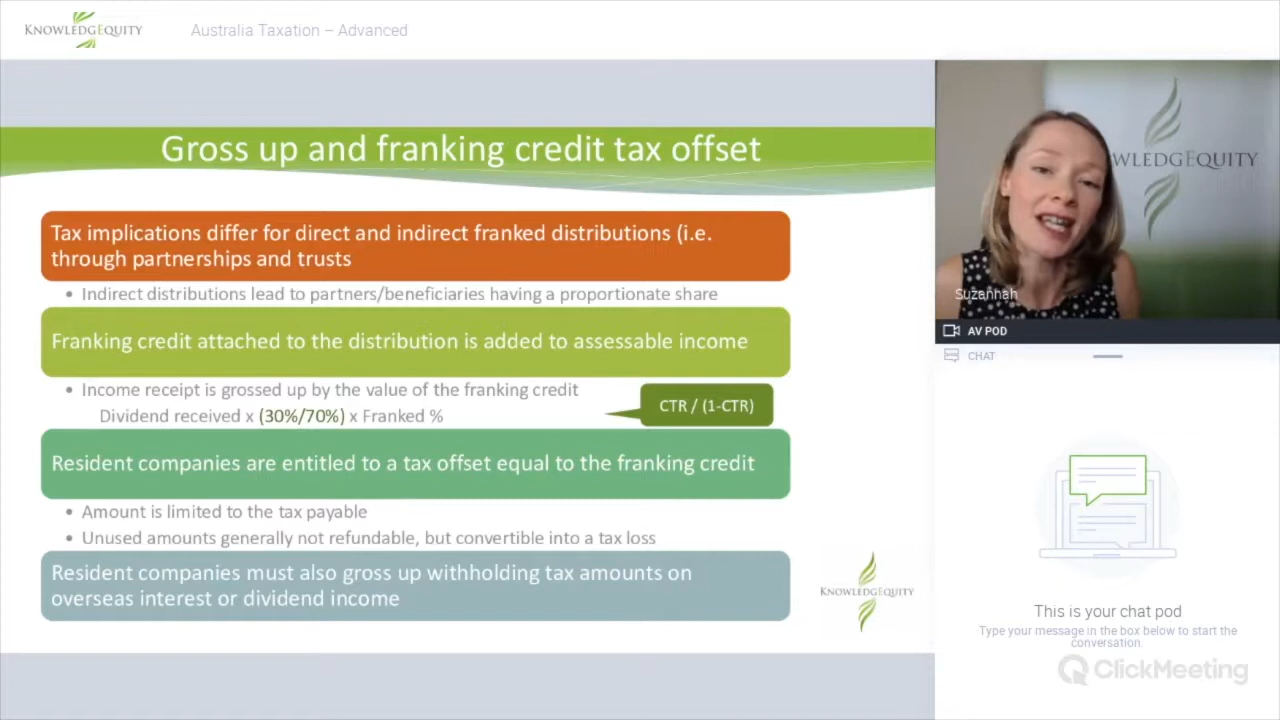 KNOWLEDGEQUITY
Australia Taxation – Advanced
Gross up and franking credit tax offset
Tax implications differ for direct and indirect franked distributions (i.e.
through partnerships and trusts
• Indirect distributions lead to partners/beneficiaries having a proportionate share
Franking credit attached to the distribution is added to assessable income
• Income receipt is grossed up by the value of the franking credit
Dividend received x (30%/70%) x Franked %
CTR / (1-CTR)
Resident companies are entitled to a tax offset equal to the franking credit
• Amount is limited to the tax payable
• Unused amounts generally not refundable, but convertible into a tax loss
Resident companies must also gross up withholding tax amounts on
overseas interest or dividend income
KNOWLEDGEQUITY
WLEDGEQUITY
Suzannah
AV POD
CHAT
This is your chat pod
Type your message in the box below to start the
conversation.
ClickMeeting